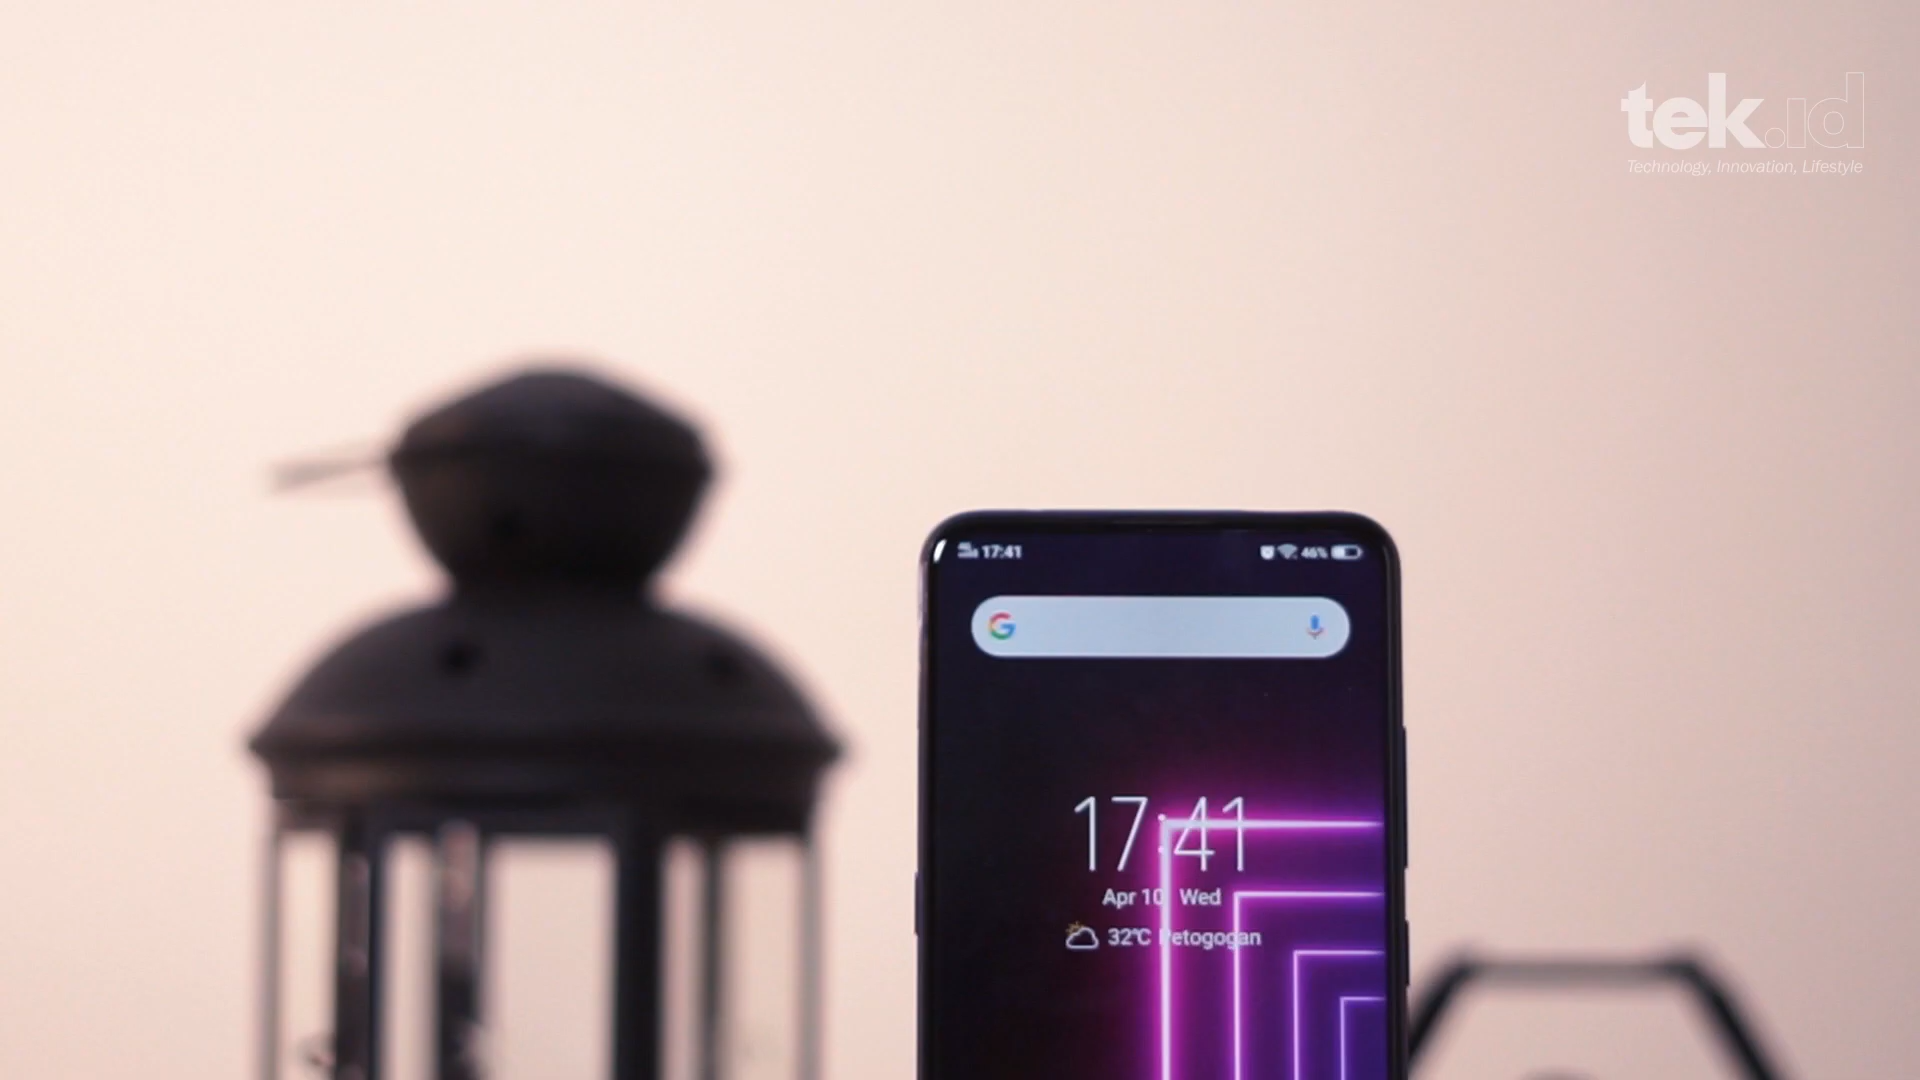 tek.id
Technology, Innovation, Lifestyle
17:41
46%
17:41
Apr 10 Wed
32°C Petogogan